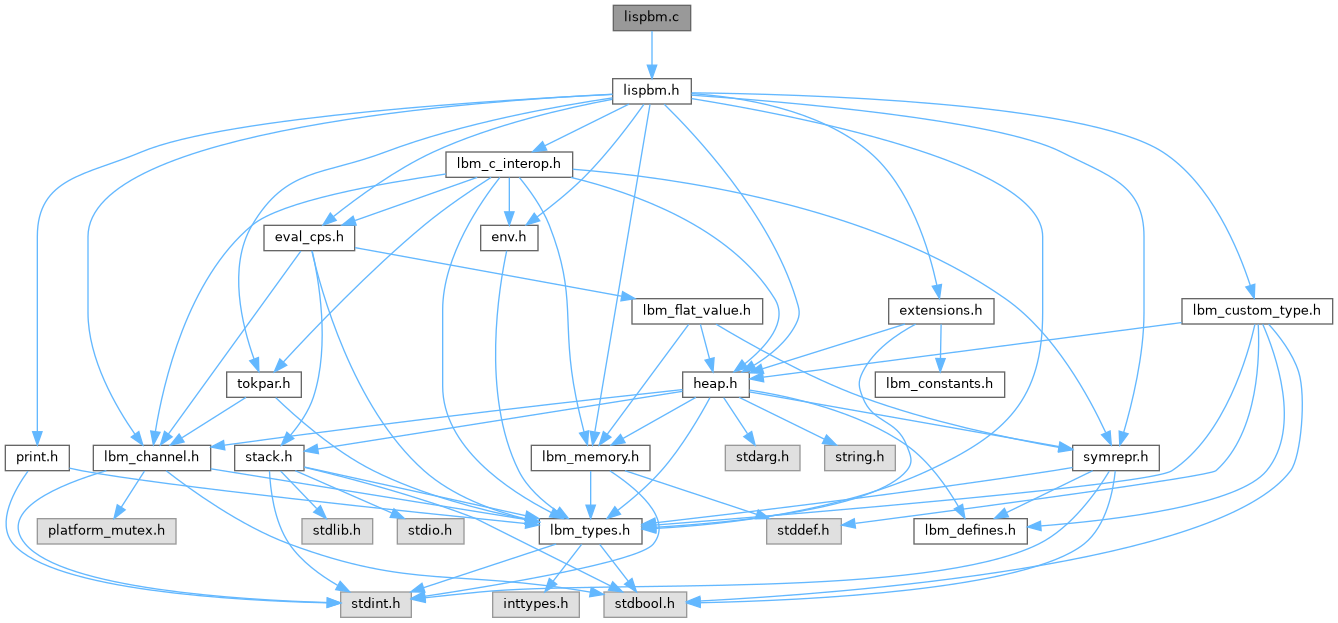 lispbm.c
lispbm.h
lbm_c_interop.h
eval_cps.h
env.h
lbm_flat_value.h
extensions.h
lbm_custom_type.h
tokpar.h
heap.h
lbm_constants.h
print.h
lbm_channel.h
stack.h
lbm_memory.h
stdarg.h
string.h
symrepr.h
platform_mutex.h
stdlib.h
stdio.h
lbm_types.h
stddef.h
lbm_defines.h
stdint.h
inttypes.h
stdbool.h